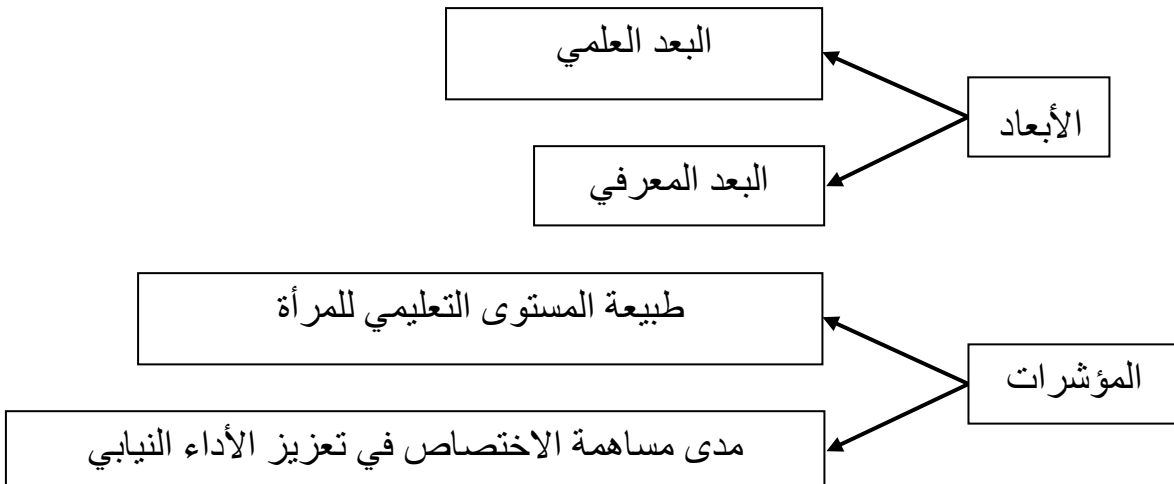 البعد العلمي
الأبعاد
البعد المعرفي
طبيعة المستوى التعليمي للمرأة
المؤشرات
مدى مساهمة الاختصاص في تعزيز الأداء النيابي